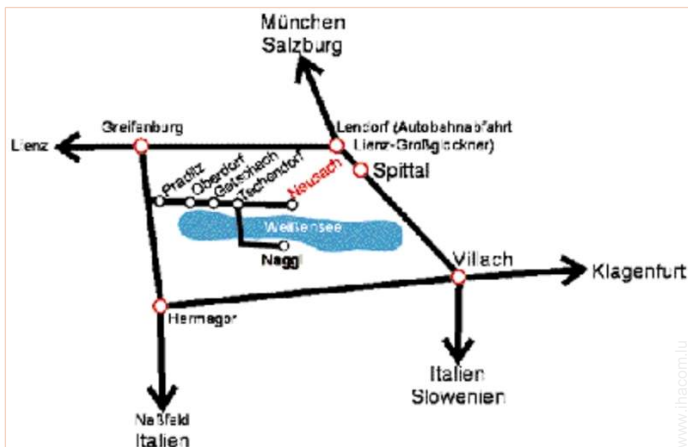 München
Salzburg
Greifenburg
Lendorf (Autobahnabfahrt
Lienz-Großglockner)
Lienz
Spittal
Praditz
Oberdorf
Gatschach
Techendorf
Neusach
Weißensee
Naggl
Villach
Klagenfurt
Hermagor
Italien
Slowenien
Naßfeld
Italien
www.ihacom.lu